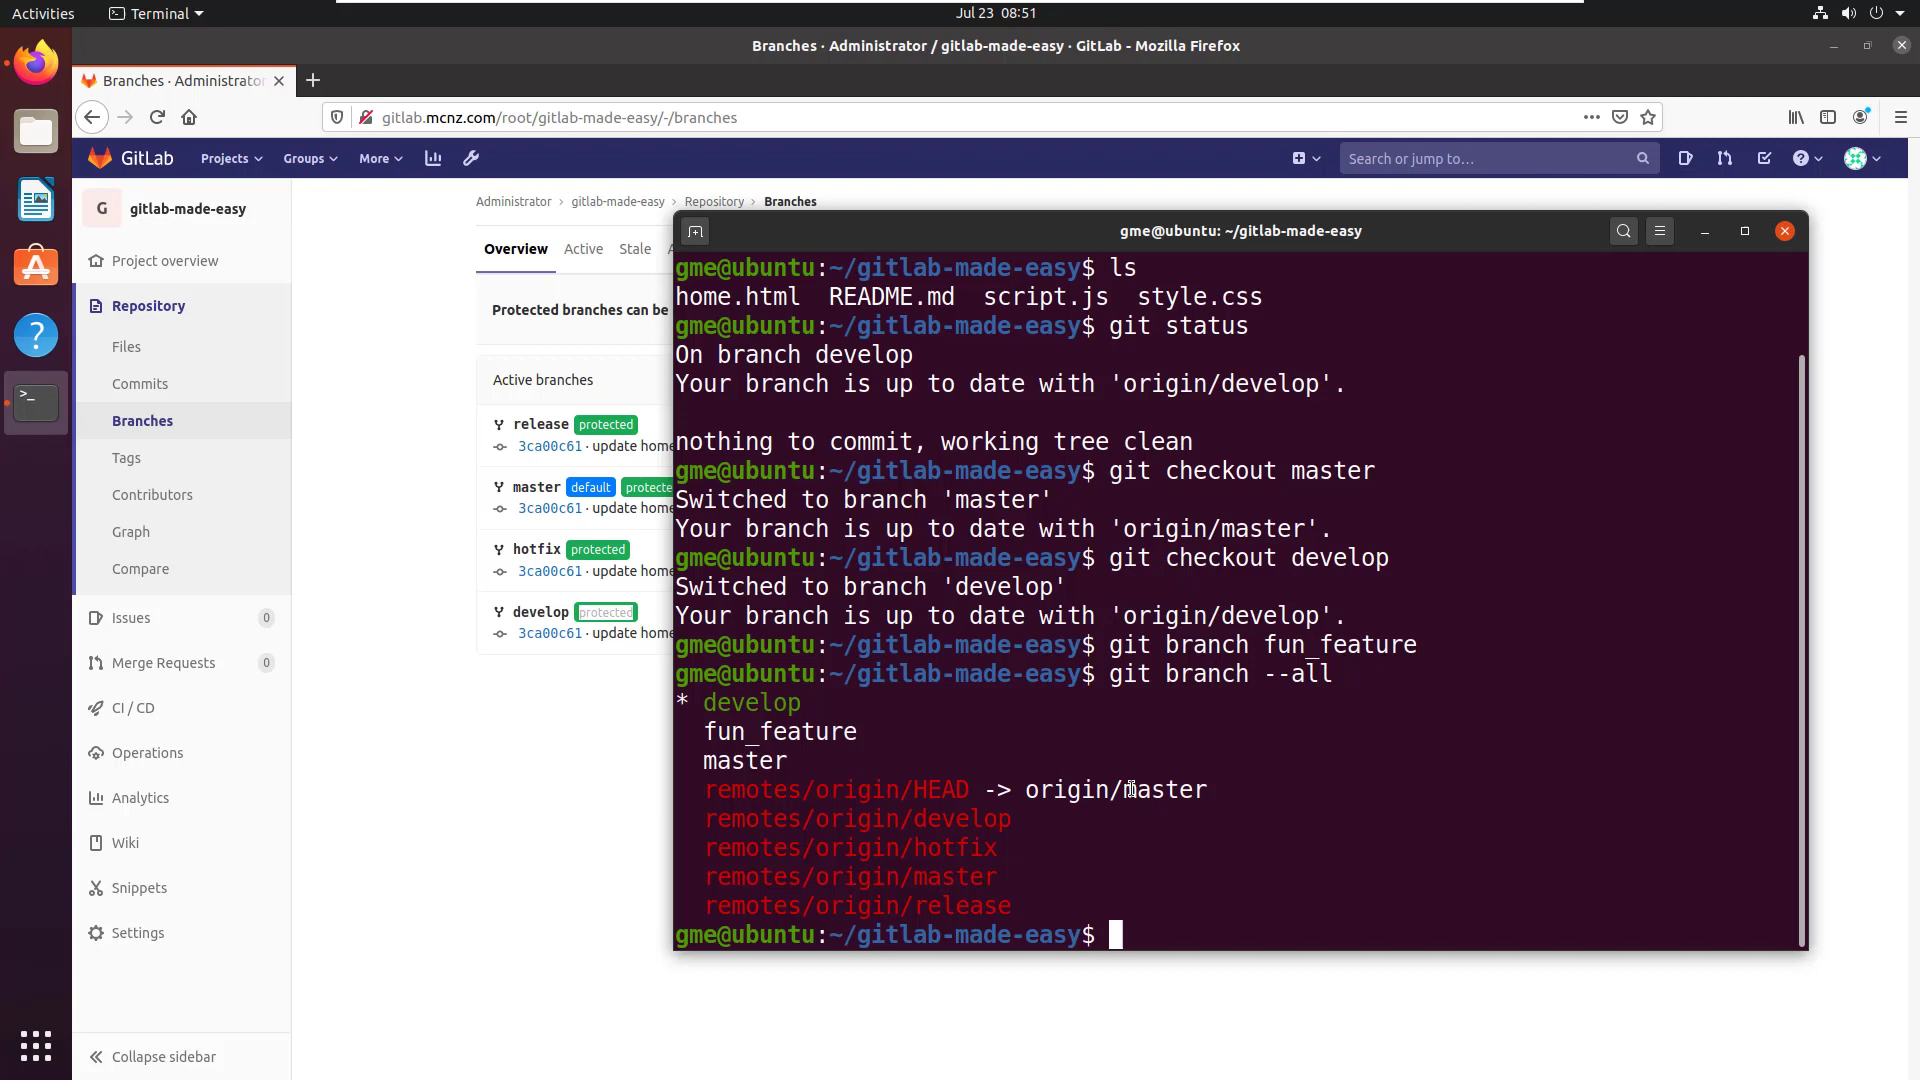 Activities
Terminal
Jul 23 08:51
Branches · Administrator / gitlab-made-easy · GitLab - Mozilla Firefox
Branches · Administrator
gitlab.mcnz.com/root/gitlab-made-easy/-/branches
GitLab
Projects
Groups
More
Search or jump to…
G
gitlab-made-easy
Project overview
Repository
Files
Commits
Branches
Tags
Contributors
Graph
Compare
Issues 0
Merge Requests 0
CI / CD
Operations
Analytics
Wiki
Snippets
Settings
Collapse sidebar
Administrator > gitlab-made-easy > Repository > Branches
Overview Active Stale
Protected branches can be
Active branches
release protected
3ca00c61 · update home
master default protecte
3ca00c61 · update home
hotfix protected
3ca00c61 · update home
develop protected
3ca00c61 · update home
gme@ubuntu: ~/gitlab-made-easy
gme@ubuntu:~/gitlab-made-easy$ ls
home.html README.md script.js style.css
gme@ubuntu:~/gitlab-made-easy$ git status
On branch develop
Your branch is up to date with 'origin/develop'.
nothing to commit, working tree clean
gme@ubuntu:~/gitlab-made-easy$ git checkout master
Switched to branch 'master'
Your branch is up to date with 'origin/master'.
gme@ubuntu:~/gitlab-made-easy$ git checkout develop
Switched to branch 'develop'
Your branch is up to date with 'origin/develop'.
gme@ubuntu:~/gitlab-made-easy$ git branch fun_feature
gme@ubuntu:~/gitlab-made-easy$ git branch --all
* develop
fun_feature
master
remotes/origin/HEAD -> origin/master
remotes/origin/develop
remotes/origin/hotfix
remotes/origin/master
remotes/origin/release
gme@ubuntu:~/gitlab-made-easy$